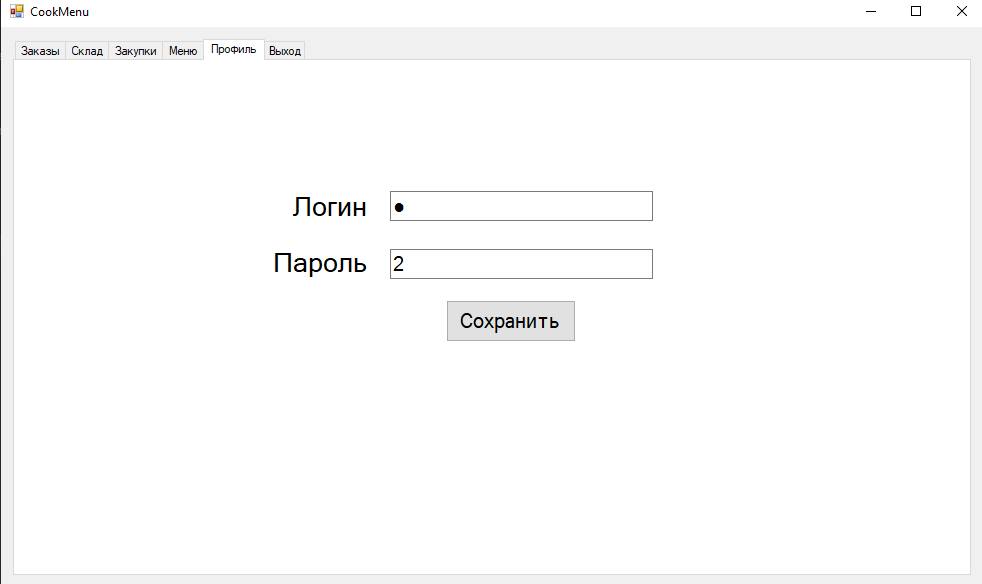 CookMenu
Заказы Склад Закупки Меню Профиль Выход
Логин ●
Пароль 2
Сохранить